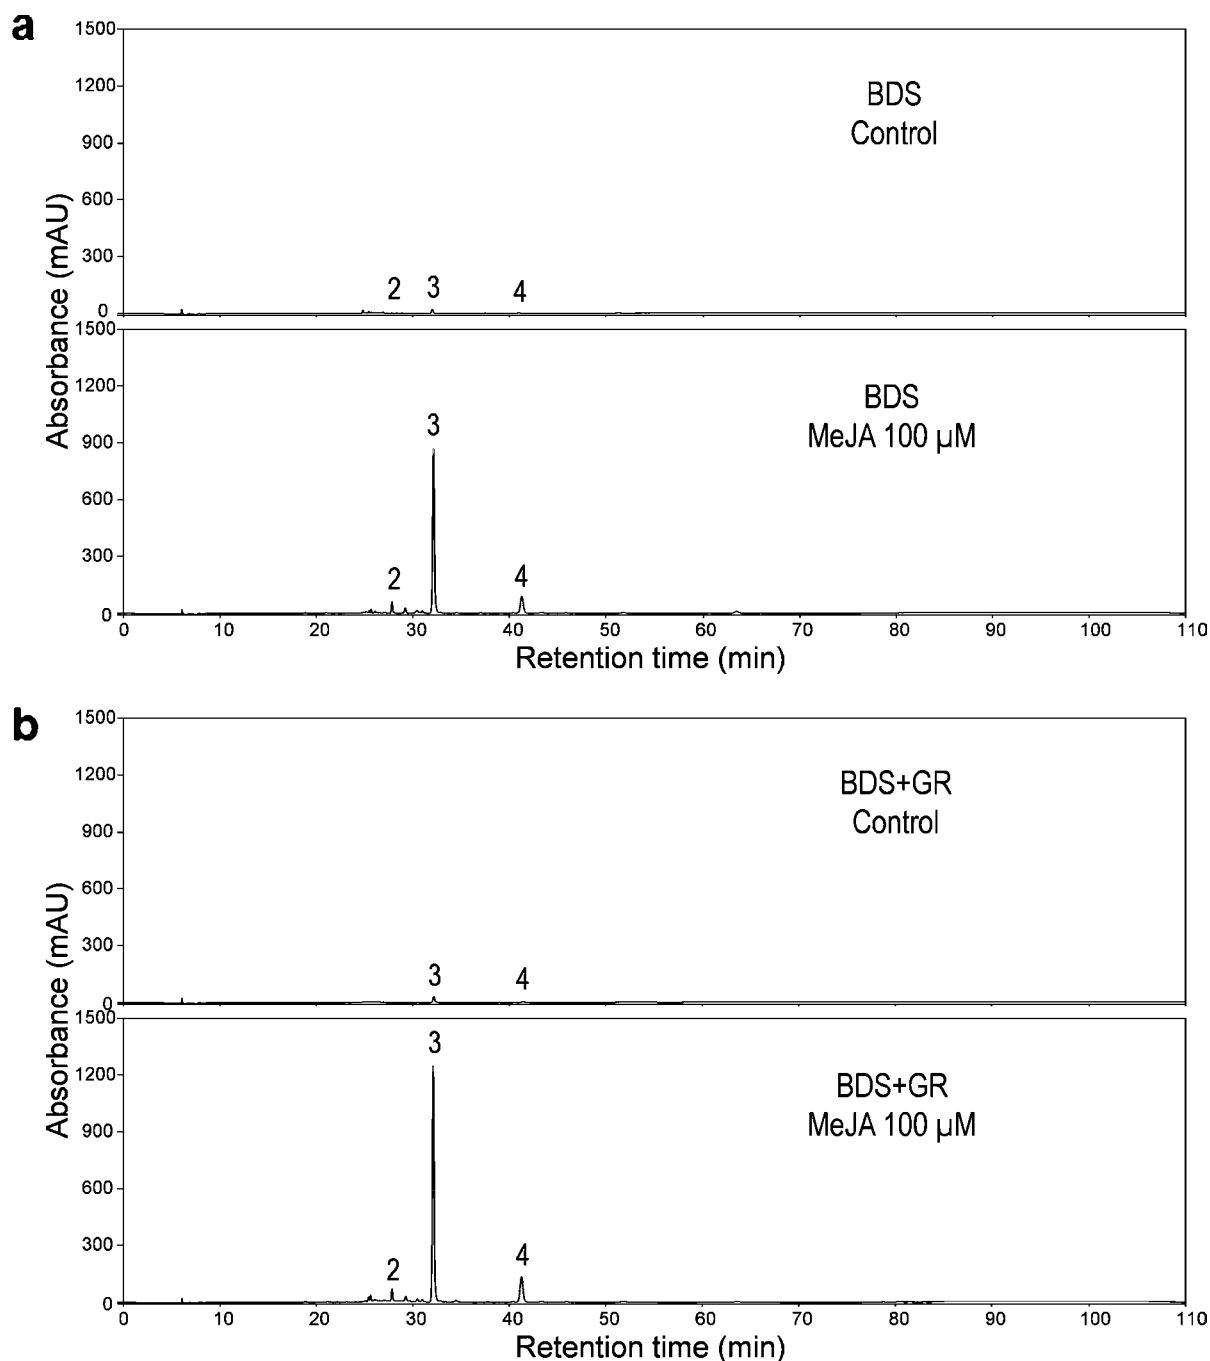 a
Absorbance (mAU)
1500
1200
900
600
300
0
BDS
Control
2 3 4
1500
1200
900
600
300
0
BDS
MeJA 100 µM
3
2 4
0 10 20 30 40 50 60 70 80 90 100 110
Retention time (min)
b
Absorbance (mAU)
1500
1200
900
600
300
0
BDS+GR
Control
3 4
1500
1200
900
600
300
0
BDS+GR
MeJA 100 µM
3
2 4
0 10 20 30 40 50 60 70 80 90 100 110
Retention time (min)